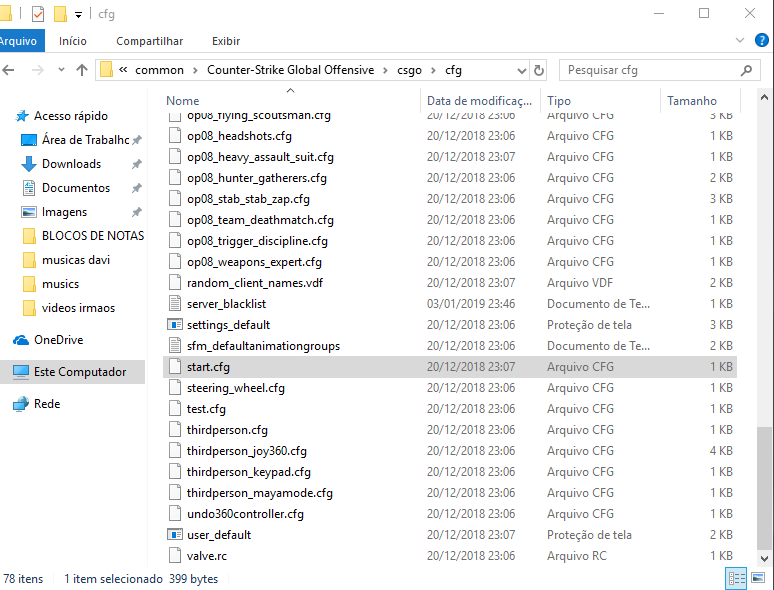 cfg
Arquivo Início Compartilhar Exibir
« common > Counter-Strike Global Offensive > csgo > cfg
Pesquisar cfg
Acesso rápido
Área de Trabalho
Downloads
Documentos
Imagens
BLOCOS DE NOTAS
musicas davi
musics
videos irmaos
OneDrive
Este Computador
Rede
Nome Data de modificaç... Tipo Tamanho
op08_flying_scoutsman.cfg 20/12/2018 23:06 Arquivo CFG 3 KB
op08_headshots.cfg 20/12/2018 23:06 Arquivo CFG 1 KB
op08_heavy_assault_suit.cfg 20/12/2018 23:07 Arquivo CFG 1 KB
op08_hunter_gatherers.cfg 20/12/2018 23:06 Arquivo CFG 2 KB
op08_stab_stab_zap.cfg 20/12/2018 23:06 Arquivo CFG 3 KB
op08_team_deathmatch.cfg 20/12/2018 23:06 Arquivo CFG 1 KB
op08_trigger_discipline.cfg 20/12/2018 23:06 Arquivo CFG 1 KB
op08_weapons_expert.cfg 20/12/2018 23:06 Arquivo CFG 1 KB
random_client_names.vdf 20/12/2018 23:07 Arquivo VDF 2 KB
server_blacklist 03/01/2019 23:46 Documento de Te... 1 KB
settings_default 20/12/2018 23:06 Proteção de tela 3 KB
sfm_defaultanimationgroups 20/12/2018 23:06 Documento de Te... 2 KB
start.cfg 20/12/2018 23:07 Arquivo CFG 1 KB
steering_wheel.cfg 20/12/2018 23:06 Arquivo CFG 1 KB
test.cfg 20/12/2018 23:06 Arquivo CFG 1 KB
thirdperson.cfg 20/12/2018 23:06 Arquivo CFG 1 KB
thirdperson_joy360.cfg 20/12/2018 23:06 Arquivo CFG 4 KB
thirdperson_keypad.cfg 20/12/2018 23:06 Arquivo CFG 1 KB
thirdperson_mayamode.cfg 20/12/2018 23:06 Arquivo CFG 1 KB
undo360controller.cfg 20/12/2018 23:06 Arquivo CFG 1 KB
user_default 20/12/2018 23:07 Proteção de tela 2 KB
valve.rc 20/12/2018 23:06 Arquivo RC 1 KB
78 itens 1 item selecionado 399 bytes